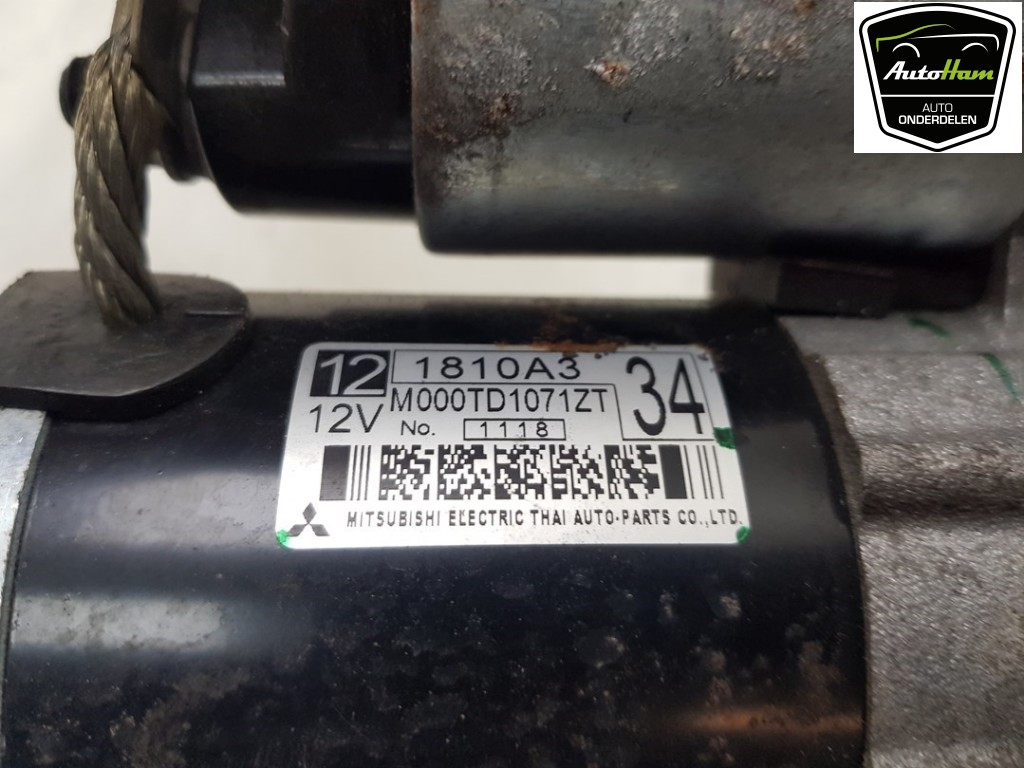 AutoHam
AUTO
ONDERDELEN
12 1810A3 34
12V M000TD1071ZT
No. 1118
MITSUBISHI ELECTRIC THAI AUTO-PARTS CO.,LTD.